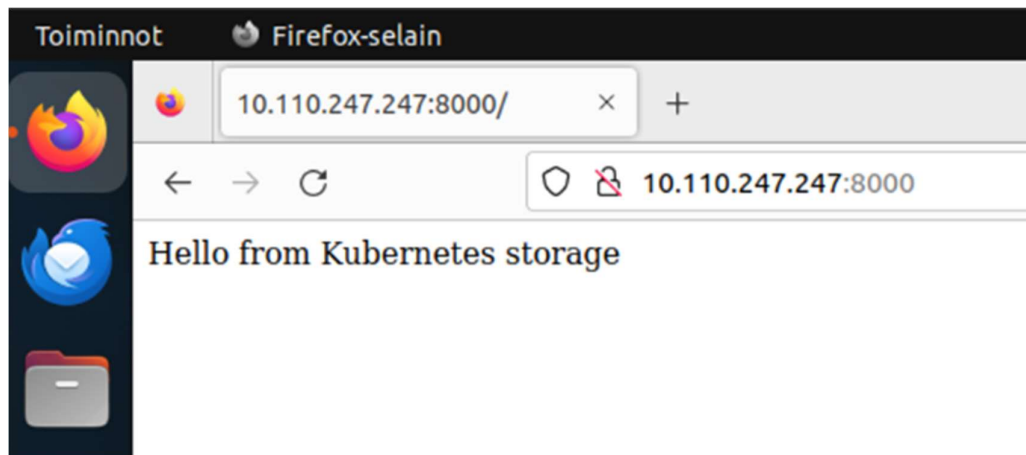 Toiminnot Firefox-selain
10.110.247.247:8000/
10.110.247.247:8000
Hello from Kubernetes storage